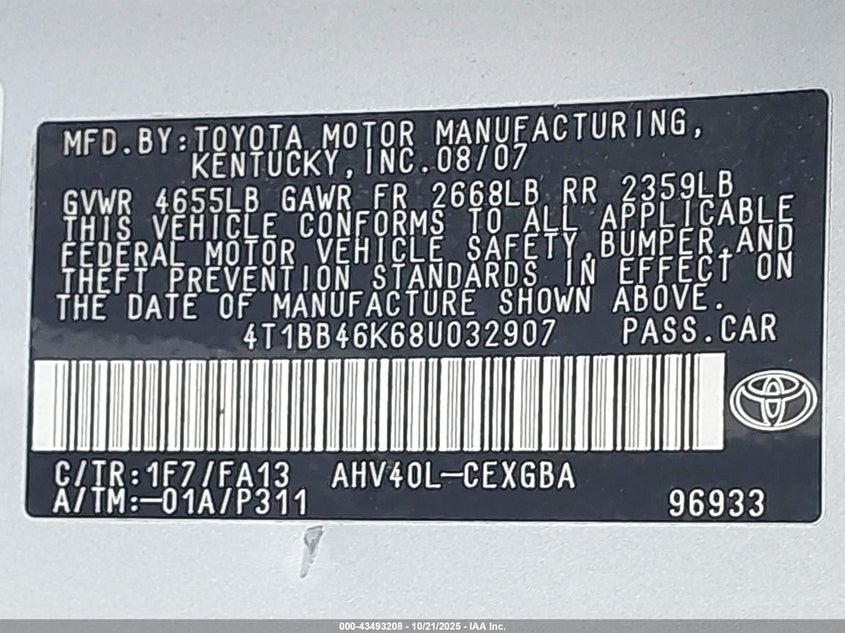 MFD.BY:TOYOTA MOTOR MANUFACTURING,
KENTUCKY,INC.08/07
GVWR 4655LB GAWR FR 2668LB RR 2359LB
THIS VEHICLE CONFORMS TO ALL APPLICABLE
FEDERAL MOTOR VEHICLE SAFETY,BUMPER,AND
THEFT PREVENTION STANDARDS IN EFFECT ON
THE DATE OF MANUFACTURE SHOWN ABOVE.
4T1BB46K68U032907 PASS.CAR
C/TR:1F7/FA13 AHV40L-CEXGBA
A/TM:-01A/P311 96933
000-43493208 - 10/21/2025 - IAA Inc.